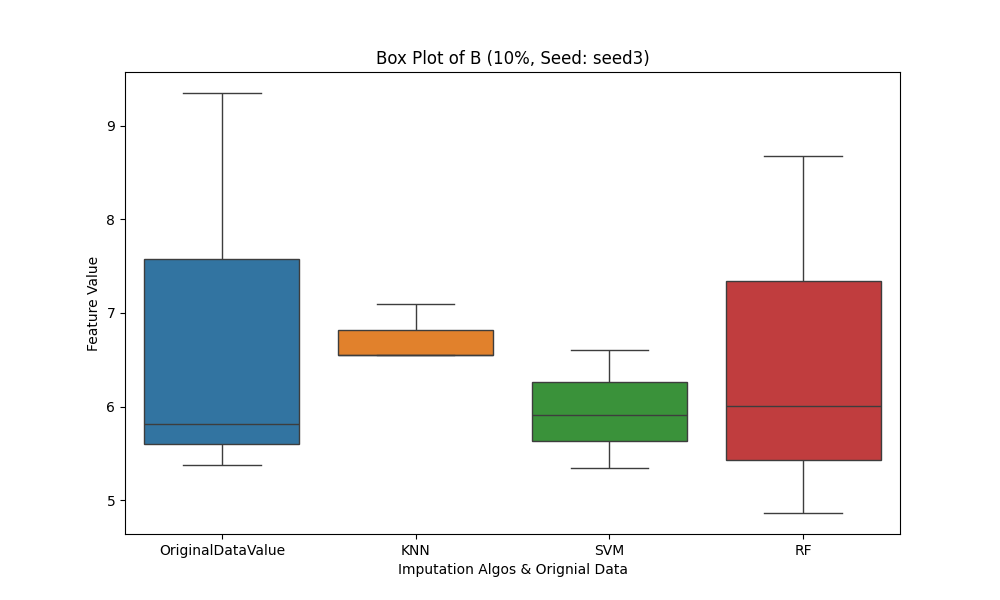 Box Plot of B (10%, Seed: seed3)
Feature Value
9
8
7
6
5
OriginalDataValue KNN SVM RF
Imputation Algos & Orignial Data